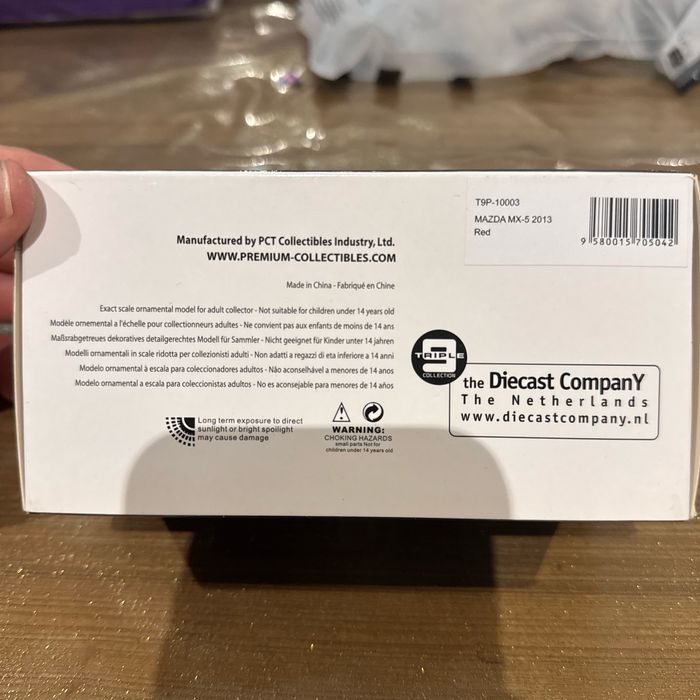 T9P-10003
MAZDA MX-5 2013
Red
9 580015 705042
Manufactured by PCT Collectibles Industry, Ltd.
WWW.PREMIUM-COLLECTIBLES.COM
Made in China - Fabriqué en Chine
Exact scale ornamental model for adult collector - Not suitable for children under 14 years old
Modèle ornemental a l'échelle pour collectionneurs adultes - Ne convient pas aux enfants de moins de 14 ans
Maßsrabgetreues dekoratives detailgerechtes Modell für Sammler - Nicht geeignet für Kinder unter 14 jahren
Modelli ornamentali in scale ridotta per collezionisti adulti - Non adatti a regazzi di eta inferiore a 14 anni
Modelo ornamento à escala para coleccionadores adultos - Não aconselhável a menores de 14 anos
Modelo ornamental a escala para coleccionistas adultos - No es aconsejable para menores de 14 años
TRIPLE
9
COLLECTION
the Diecast CompanY
The Netherlands
www.diecastcompany.nl
Long term exposure to direct
sunlight or bright spoilight
may cause damage
WARNING:
CHOKING HAZARDS
small parts Not for
children under 14 years old